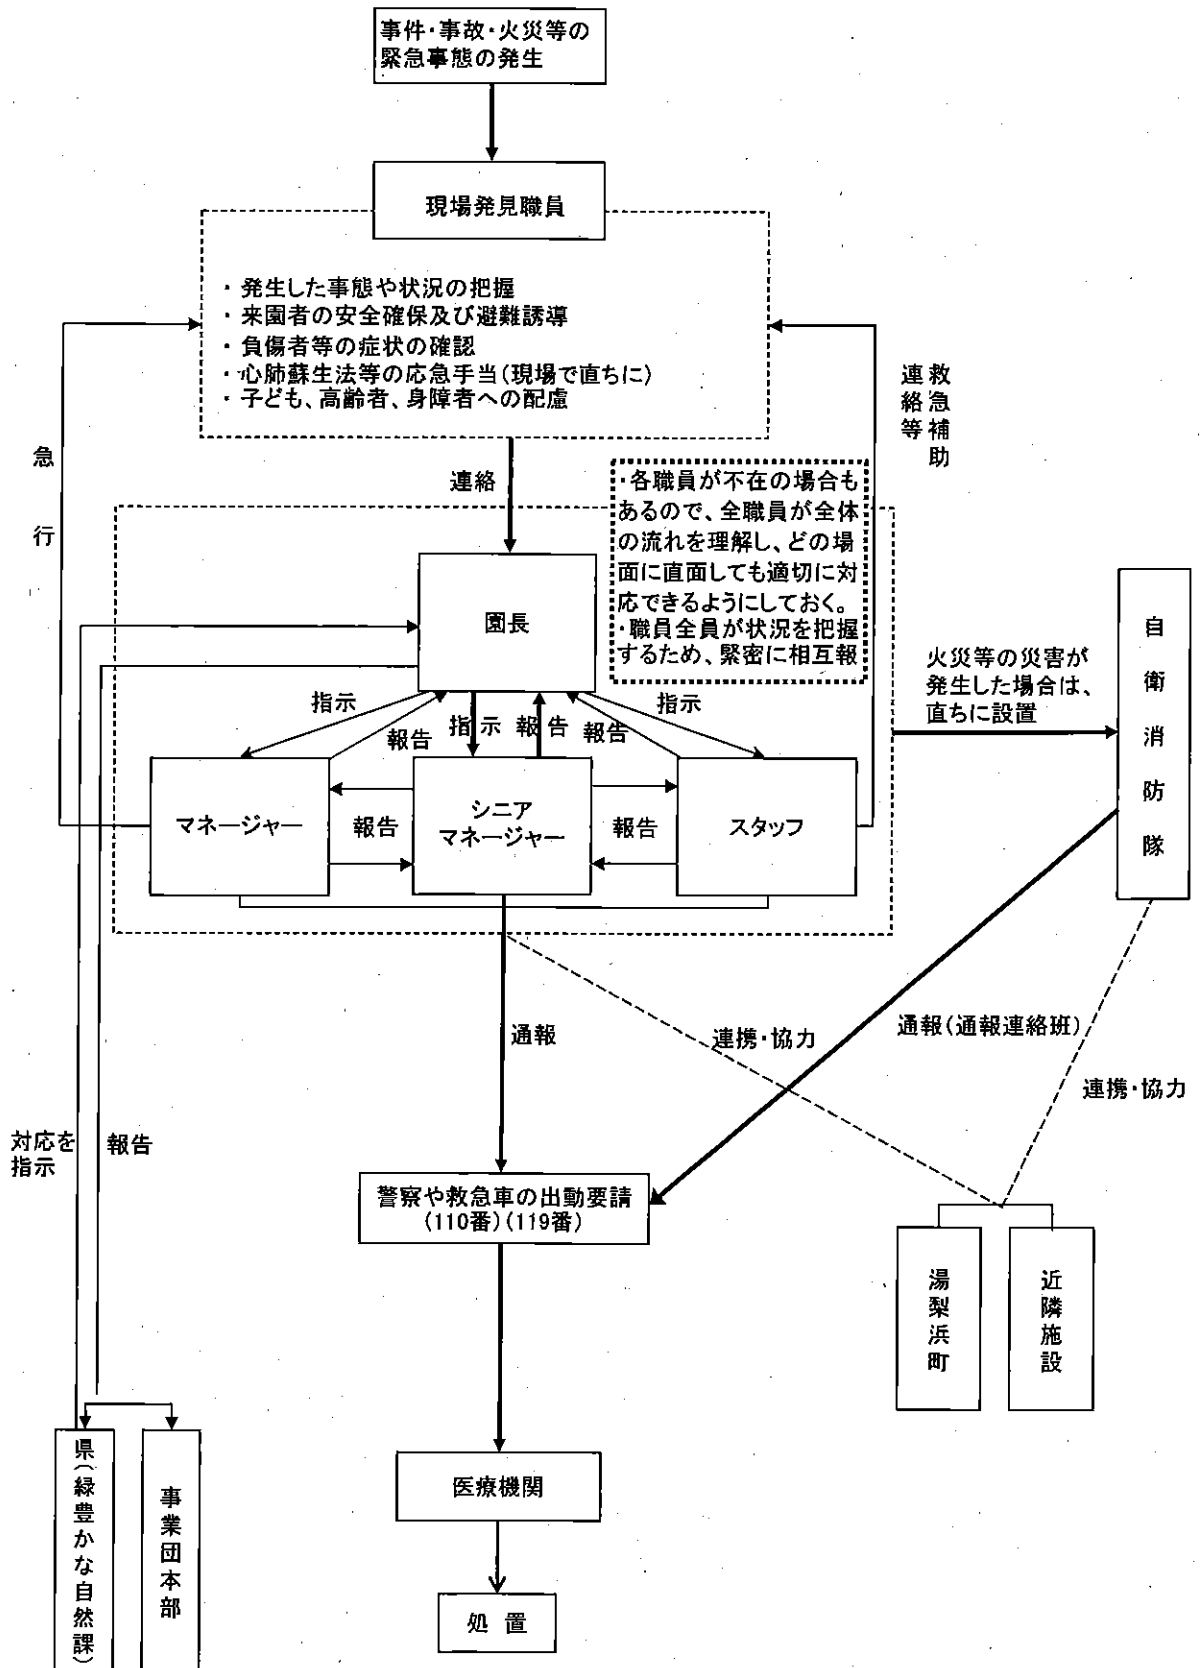 事件・事故・火災等の
緊急事態の発生
現場発見職員
・発生した事態や状況の把握
・来園者の安全確保及び避難誘導
・負傷者等の症状の確認
・心肺蘇生法等の応急手当(現場で直ちに)
・子ども、高齢者、身障者への配慮
急行
連絡
救急補助
連絡等
・各職員が不在の場合も
あるので、全職員が全体
の流れを理解し、どの場
面に直面しても適切に対
応できるようにしておく。
・職員全員が状況を把握
するため、緊密に相互報
園長
火災等の災害が
発生した場合は、
直ちに設置
自衛消防隊
指示
報告
指示
報告
報告
指示
マネージャー
報告
シニア
マネージャー
報告
スタッフ
通報
連携・協力
通報(通報連絡班)
連携・協力
対応を
指示
報告
警察や救急車の出動要請
(110番)(119番)
湯梨浜町
近隣施設
県(緑豊かな自然課)
事業団本部
医療機関
処置